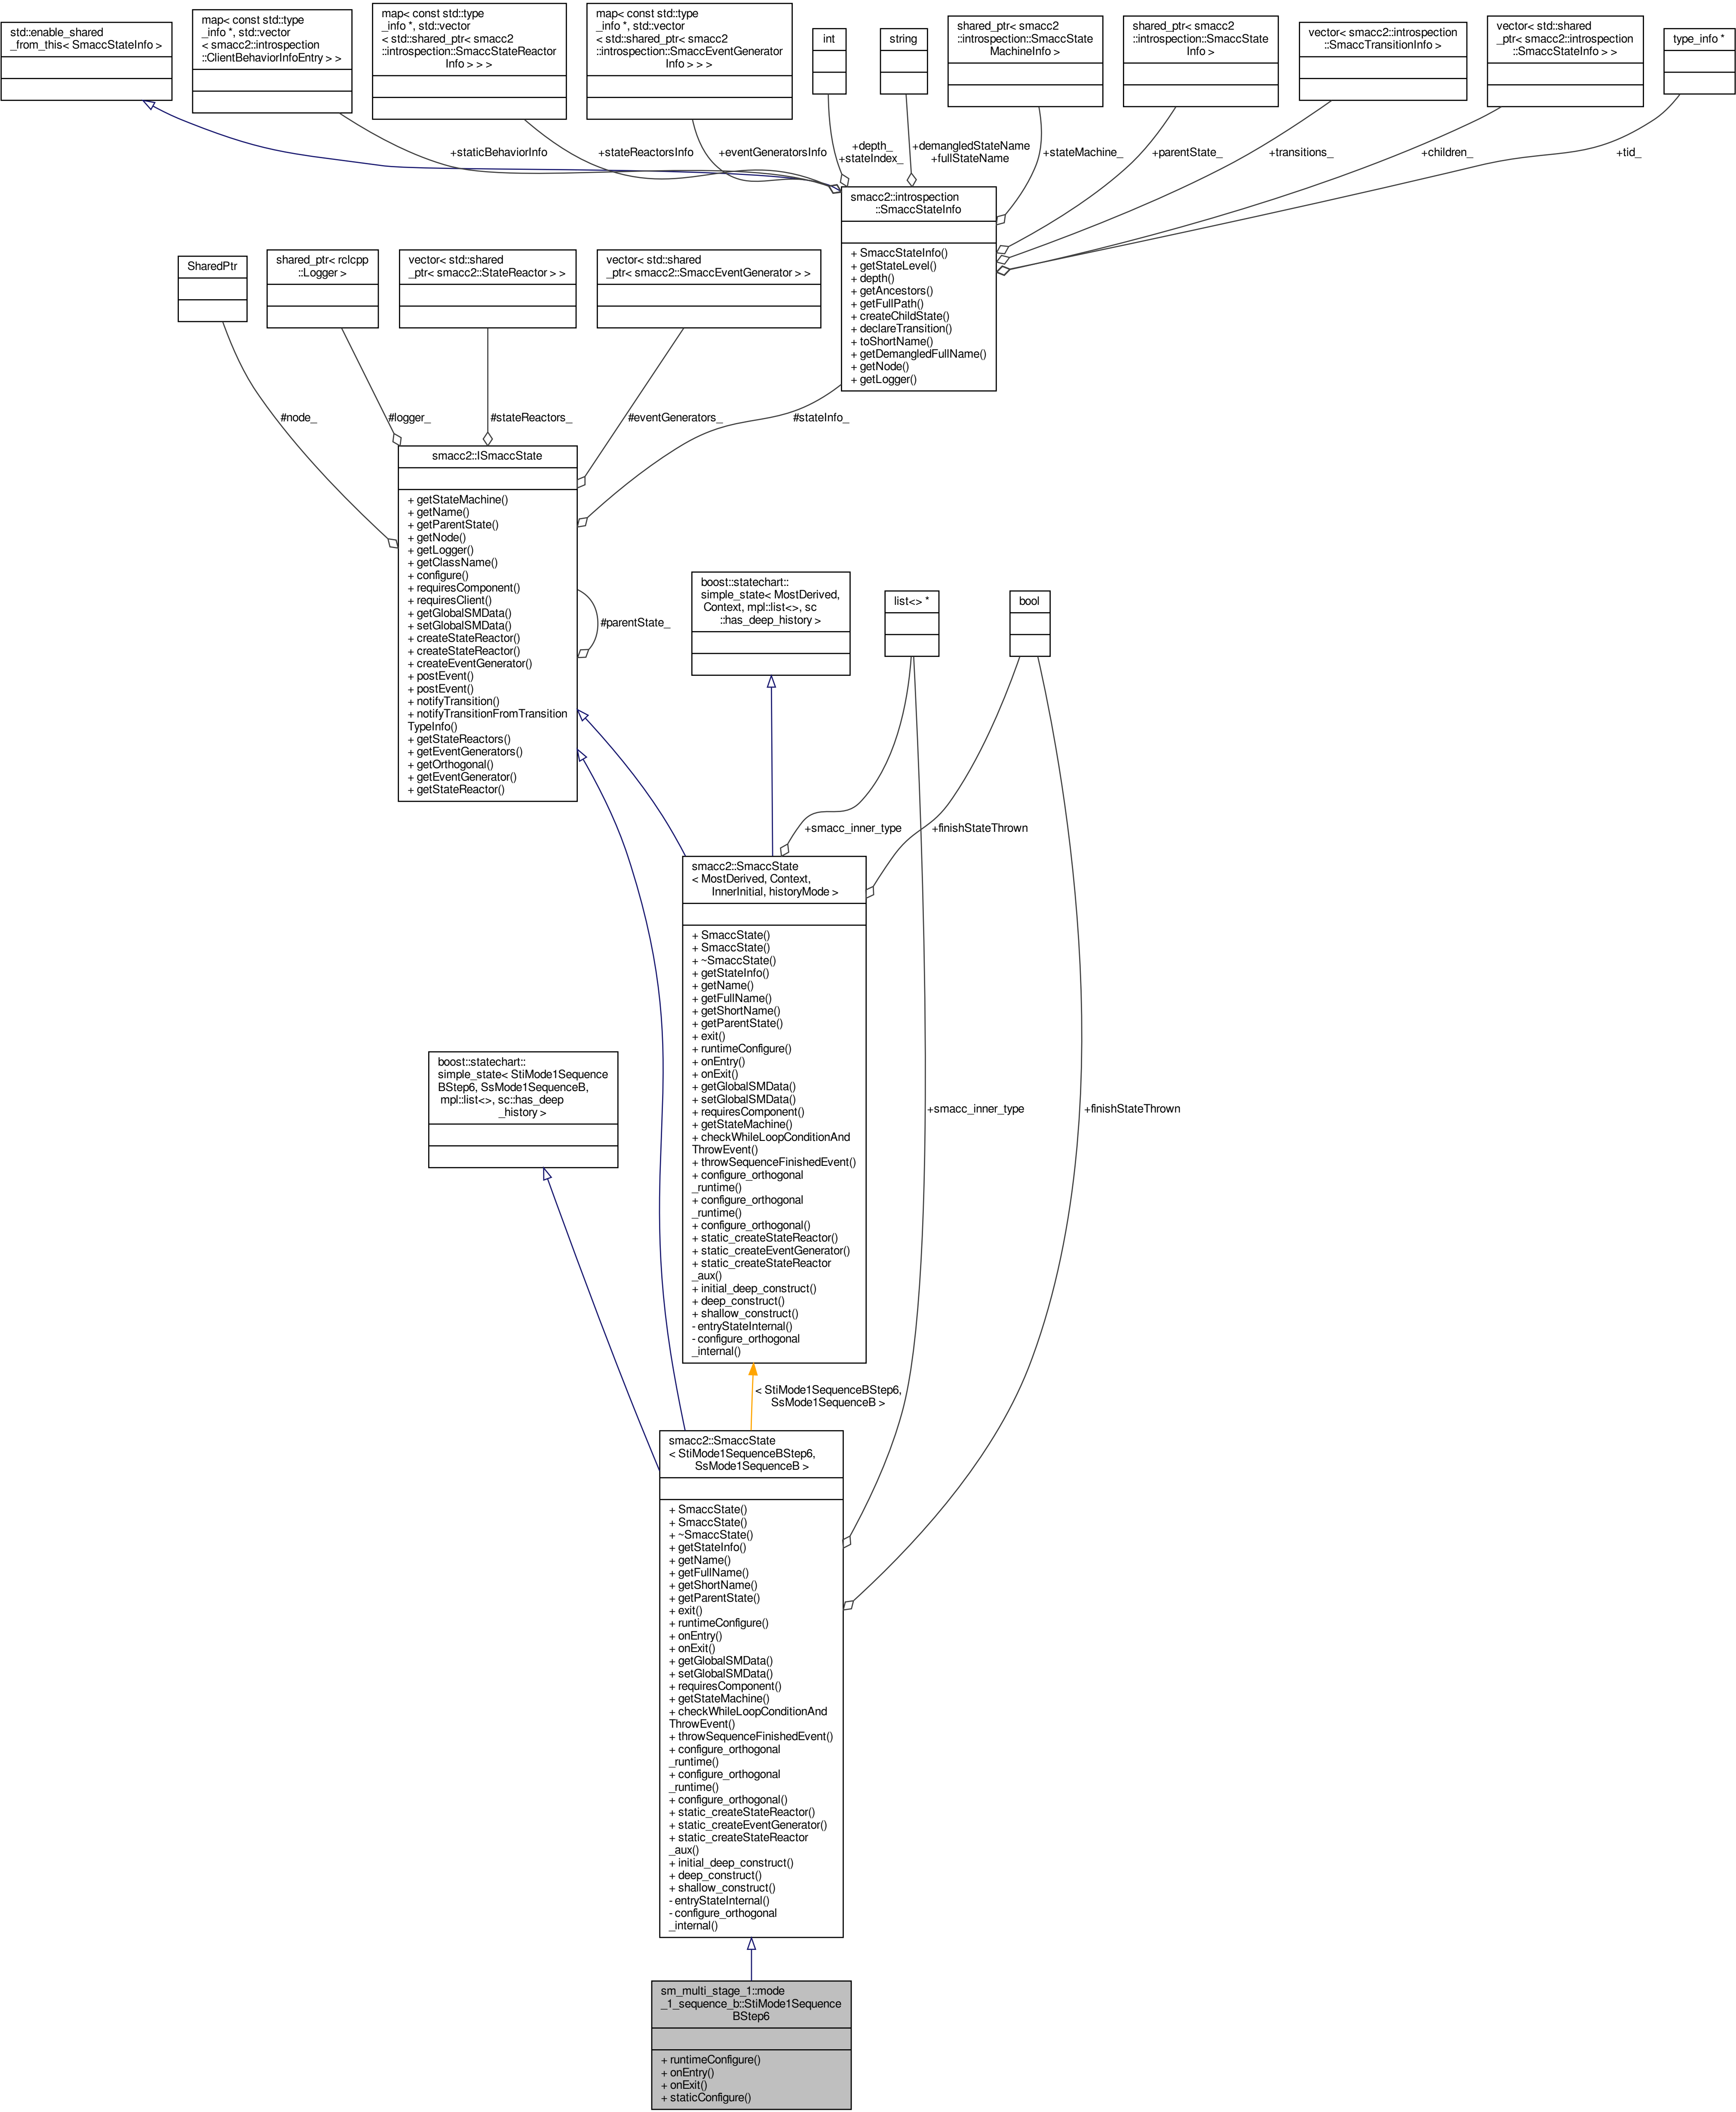 std::enable_shared
_from_this< SmaccStateInfo >
map< const std::type
_info *, std::vector
< smacc2::introspection
::ClientBehaviorInfoEntry > >
map< const std::type
_info *, std::vector
< std::shared_ptr< smacc2
::introspection::SmaccStateReactor
Info > > >
map< const std::type
_info *, std::vector
< std::shared_ptr< smacc2
::introspection::SmaccEventGenerator
Info > > >
int
string
shared_ptr< smacc2
::introspection::SmaccState
MachineInfo >
shared_ptr< smacc2
::introspection::SmaccState
Info >
vector< smacc2::introspection
::SmaccTransitionInfo >
vector< std::shared
_ptr< smacc2::introspection
::SmaccStateInfo > >
type_info *
+staticBehaviorInfo
+stateReactorsInfo
+eventGeneratorsInfo
+depth_
+stateIndex_
+demangledStateName
+fullStateName
+stateMachine_
+parentState_
+transitions_
+children_
+tid_
smacc2::introspection
::SmaccStateInfo
+ SmaccStateInfo()
+ getStateLevel()
+ depth()
+ getAncestors()
+ getFullPath()
+ createChildState()
+ declareTransition()
+ toShortName()
+ getDemangledFullName()
+ getNode()
+ getLogger()
SharedPtr
shared_ptr< rclcpp
::Logger >
vector< std::shared
_ptr< smacc2::StateReactor > >
vector< std::shared
_ptr< smacc2::SmaccEventGenerator > >
#node_
#logger_
#stateReactors_
#eventGenerators_
#stateInfo_
smacc2::ISmaccState
+ getStateMachine()
+ getName()
+ getParentState()
+ getNode()
+ getLogger()
+ getClassName()
+ configure()
+ requiresComponent()
+ requiresClient()
+ getGlobalSMData()
+ setGlobalSMData()
+ createStateReactor()
+ createStateReactor()
+ createEventGenerator()
+ postEvent()
+ postEvent()
+ notifyTransition()
+ notifyTransitionFromTransition
TypeInfo()
+ getStateReactors()
+ getEventGenerators()
+ getOrthogonal()
+ getEventGenerator()
+ getStateReactor()
#parentState_
boost::statechart::
simple_state< MostDerived,
Context, mpl::list<>, sc
::has_deep_history >
list<> *
bool
+smacc_inner_type
+finishStateThrown
smacc2::SmaccState
< MostDerived, Context,
InnerInitial, historyMode >
+ SmaccState()
+ SmaccState()
+ ~SmaccState()
+ getStateInfo()
+ getName()
+ getFullName()
+ getShortName()
+ getParentState()
+ exit()
+ runtimeConfigure()
+ onEntry()
+ onExit()
+ getGlobalSMData()
+ setGlobalSMData()
+ requiresComponent()
+ getStateMachine()
+ checkWhileLoopConditionAnd
ThrowEvent()
+ throwSequenceFinishedEvent()
+ configure_orthogonal
_runtime()
+ configure_orthogonal
_runtime()
+ configure_orthogonal()
+ static_createStateReactor()
+ static_createEventGenerator()
+ static_createStateReactor
_aux()
+ initial_deep_construct()
+ deep_construct()
+ shallow_construct()
- entryStateInternal()
- configure_orthogonal
_internal()
boost::statechart::
simple_state< StiMode1Sequence
BStep6, SsMode1SequenceB,
mpl::list<>, sc::has_deep
_history >
+smacc_inner_type
+finishStateThrown
< StiMode1SequenceBStep6,
SsMode1SequenceB >
smacc2::SmaccState
< StiMode1SequenceBStep6,
SsMode1SequenceB >
+ SmaccState()
+ SmaccState()
+ ~SmaccState()
+ getStateInfo()
+ getName()
+ getFullName()
+ getShortName()
+ getParentState()
+ exit()
+ runtimeConfigure()
+ onEntry()
+ onExit()
+ getGlobalSMData()
+ setGlobalSMData()
+ requiresComponent()
+ getStateMachine()
+ checkWhileLoopConditionAnd
ThrowEvent()
+ throwSequenceFinishedEvent()
+ configure_orthogonal
_runtime()
+ configure_orthogonal
_runtime()
+ configure_orthogonal()
+ static_createStateReactor()
+ static_createEventGenerator()
+ static_createStateReactor
_aux()
+ initial_deep_construct()
+ deep_construct()
+ shallow_construct()
- entryStateInternal()
- configure_orthogonal
_internal()
sm_multi_stage_1::mode
_1_sequence_b::StiMode1Sequence
BStep6
+ runtimeConfigure()
+ onEntry()
+ onExit()
+ staticConfigure()